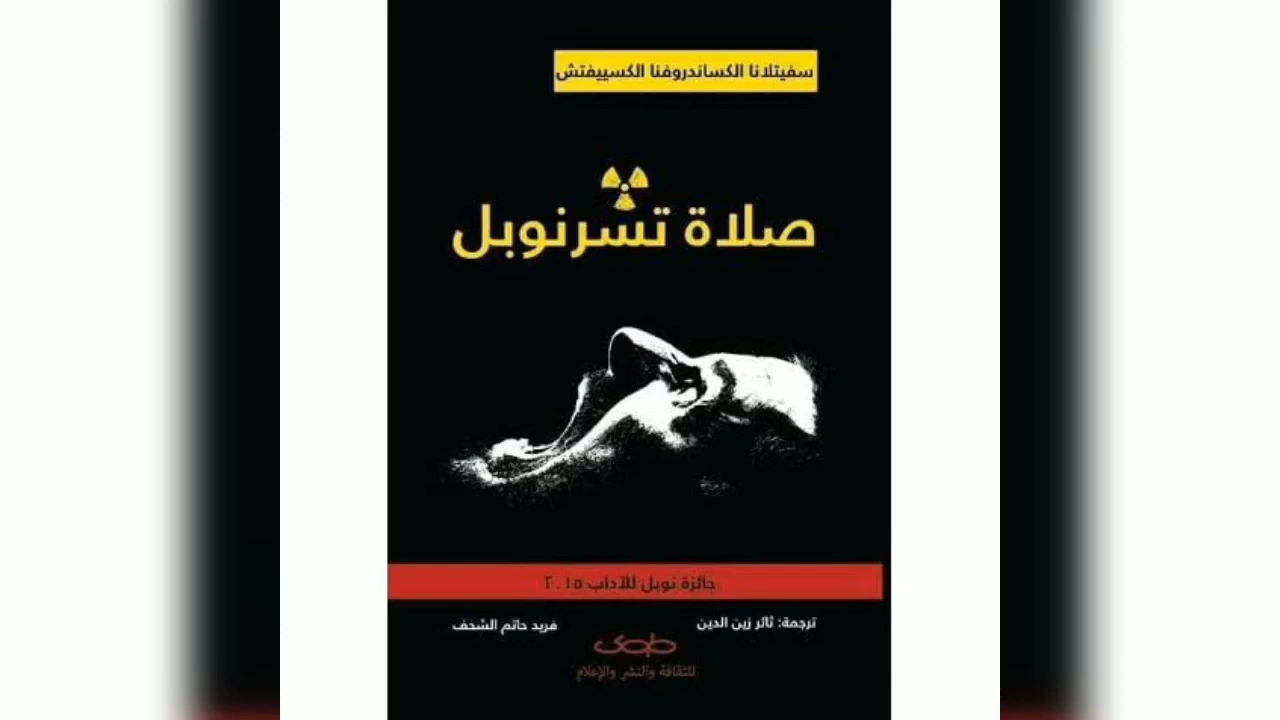 سفيتلانا الكساندروفنا الكسييفتش
صلاة تشرنوبل
جائزة نوبل للآداب ٢٠١٥
ترجمة: ثائر زين الدين
فريد حاتم الشحف
طوى
للثقافة والنشر والإعلام